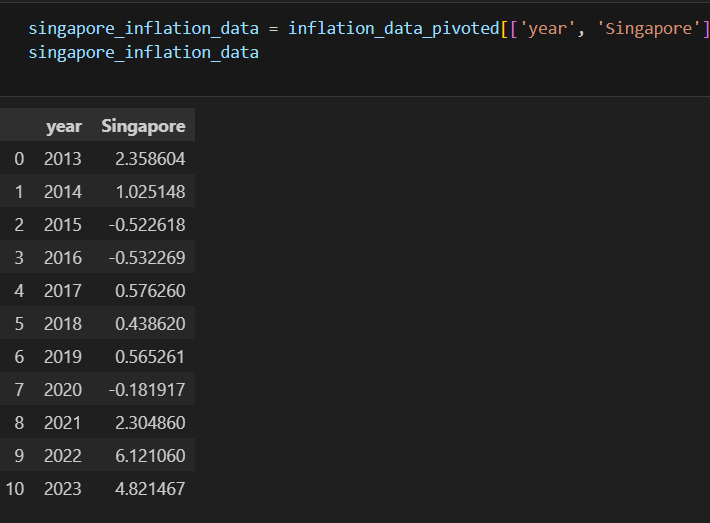 singapore_inflation_data = inflation_data_pivoted[['year', 'Singapore']
singapore_inflation_data
year Singapore
0 2013 2.358604
1 2014 1.025148
2 2015 -0.522618
3 2016 -0.532269
4 2017 0.576260
5 2018 0.438620
6 2019 0.565261
7 2020 -0.181917
8 2021 2.304860
9 2022 6.121060
10 2023 4.821467